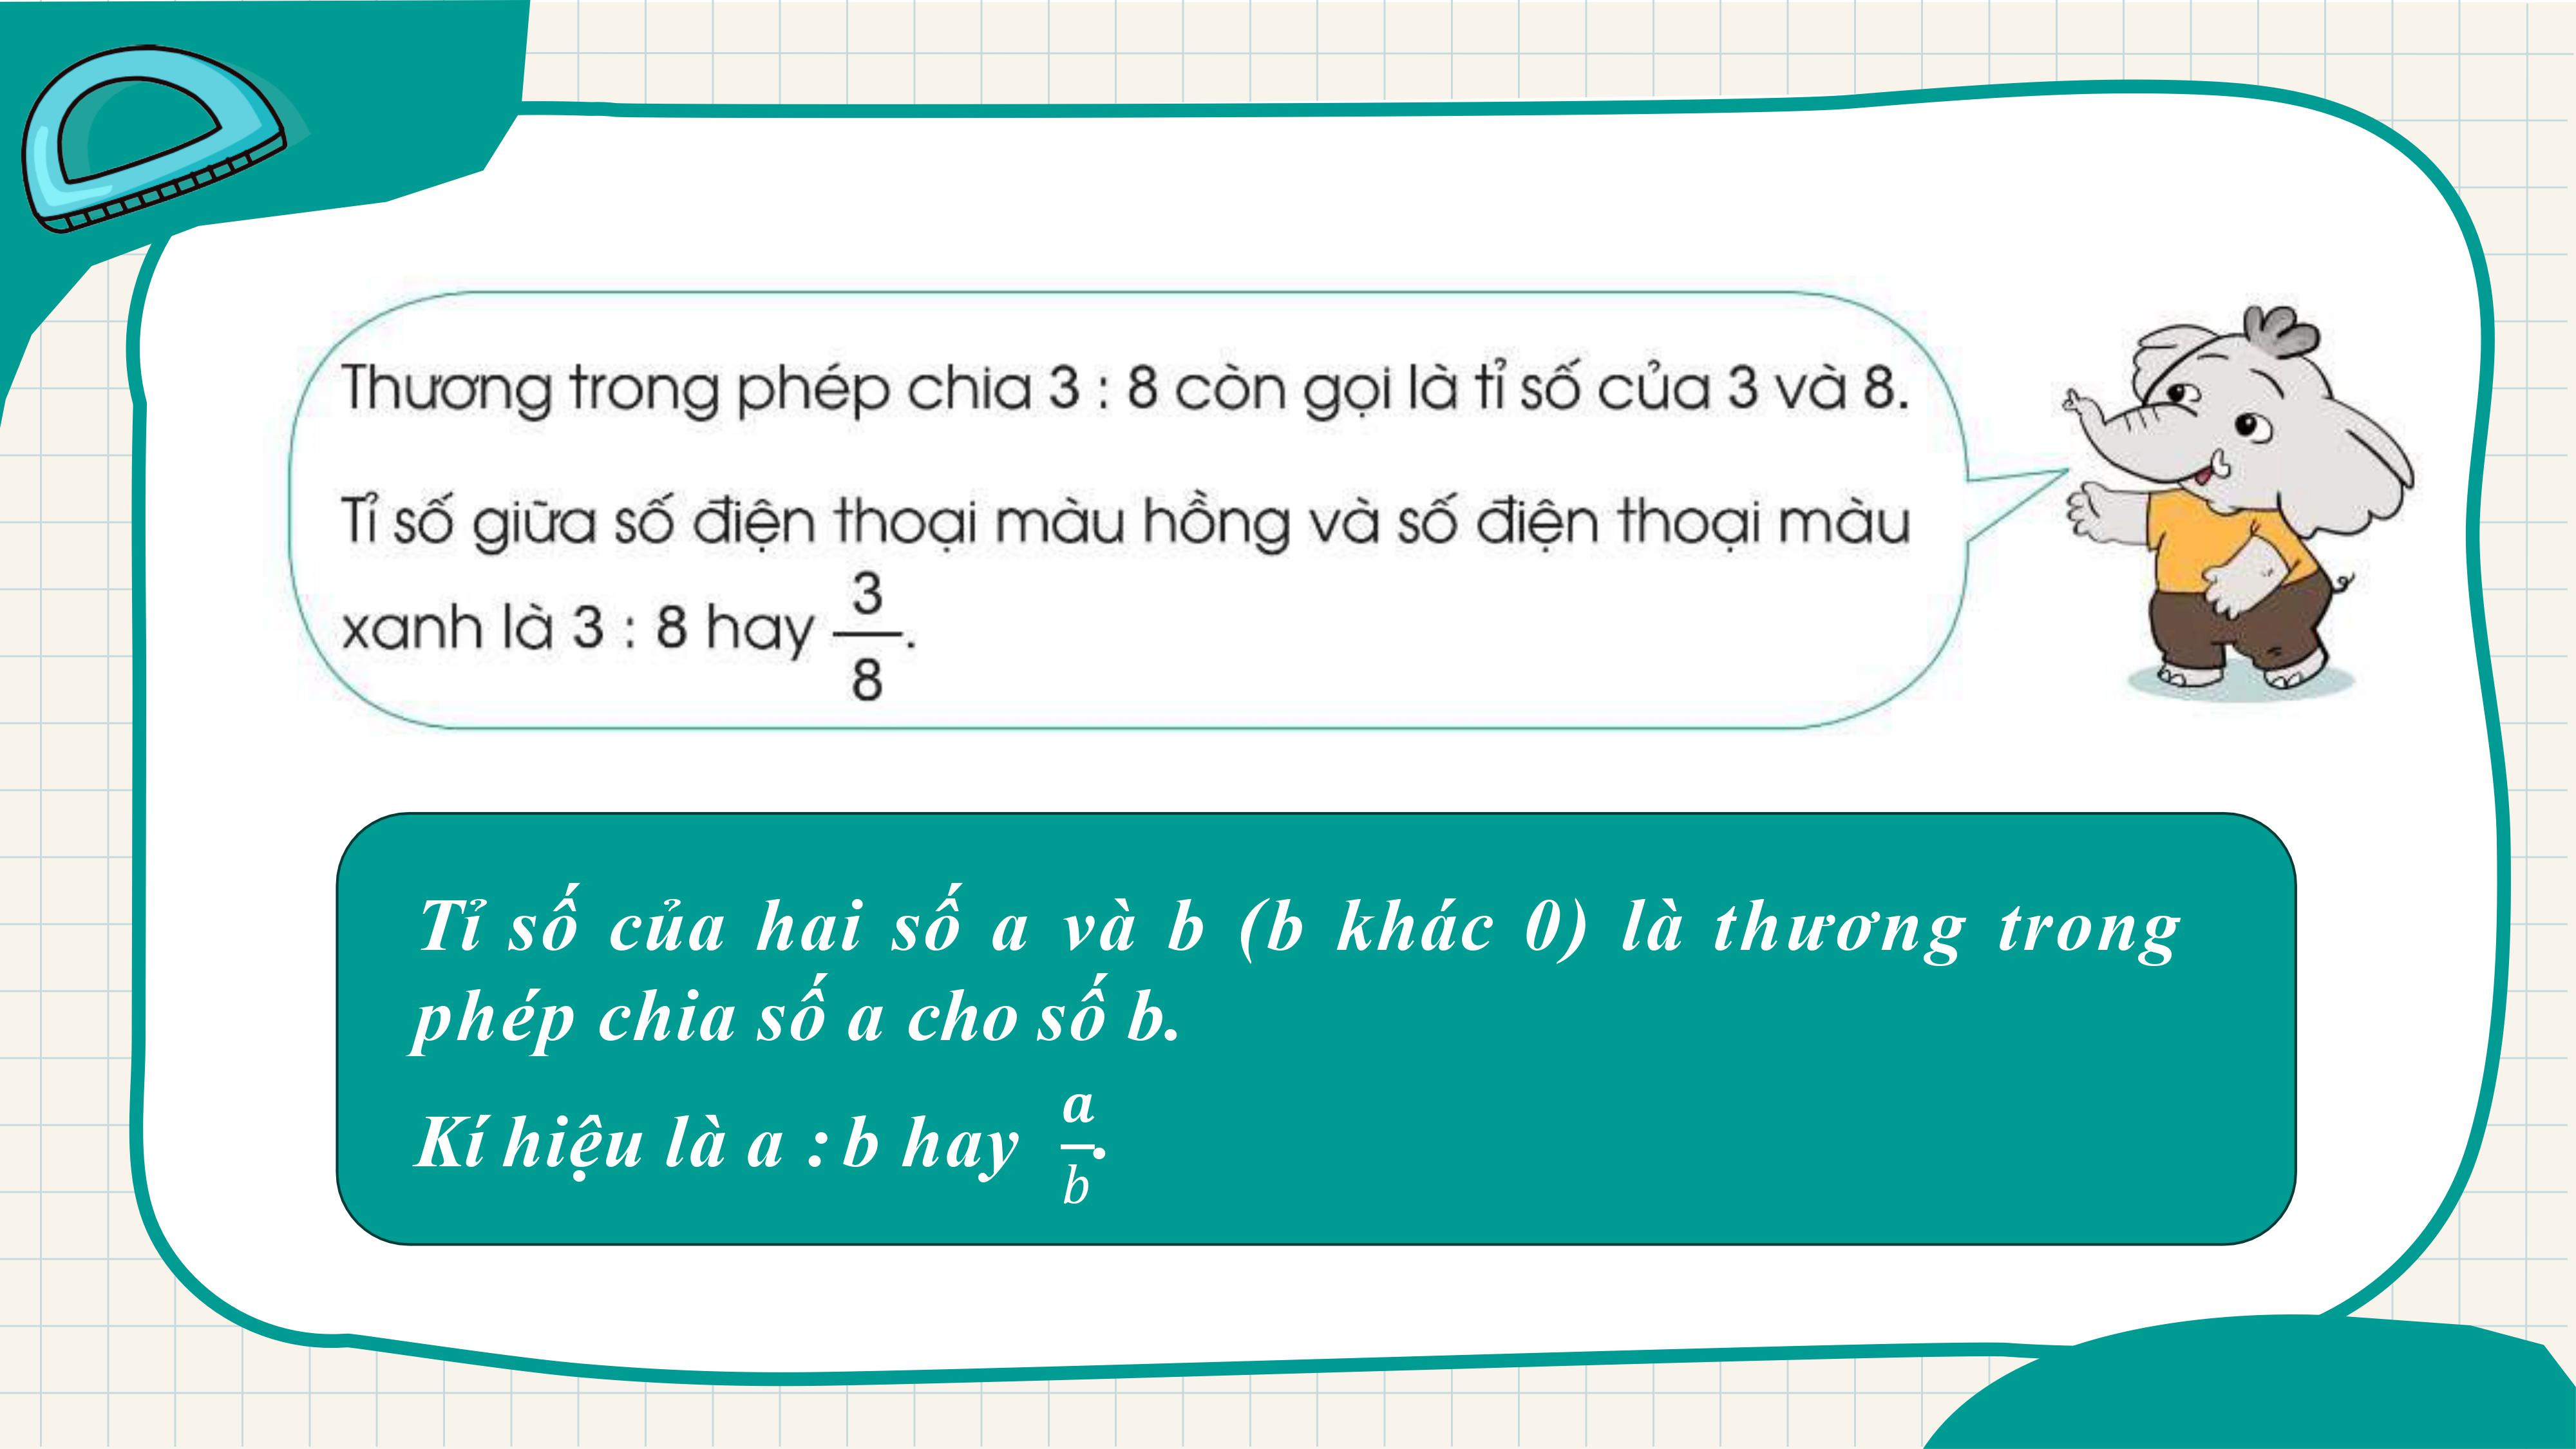 Thương trong phép chia 3 : 8 còn gọi là tỉ số của 3 và 8.
Tỉ số giữa số điện thoại màu hồng và số điện thoại màu
xanh là 3 : 8 hay 3/8.
Tỉ số của hai số a và b (b khác 0) là thương trong
phép chia số a cho số b.
Kí hiệu là a : b hay a/b.